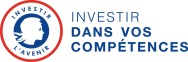 INVESTIR
L'AVENIR
INVESTIR
DANS VOS
COMPÉTENCES